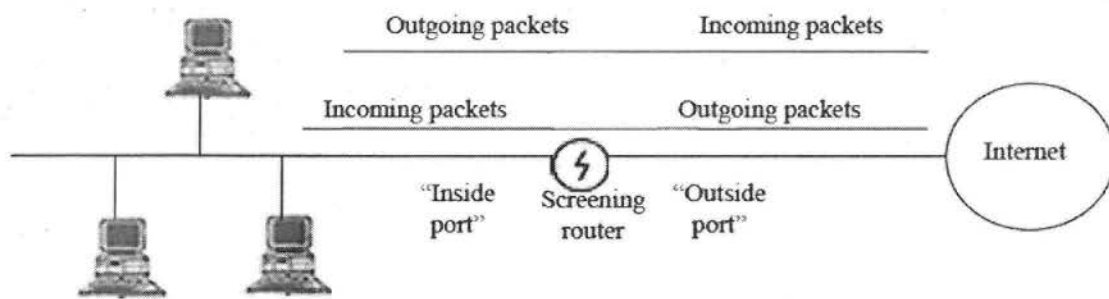 Outgoing packets
Incoming packets
Incoming packets
Outgoing packets
Internet
“Inside
port”
Screening
router
“Outside
port”